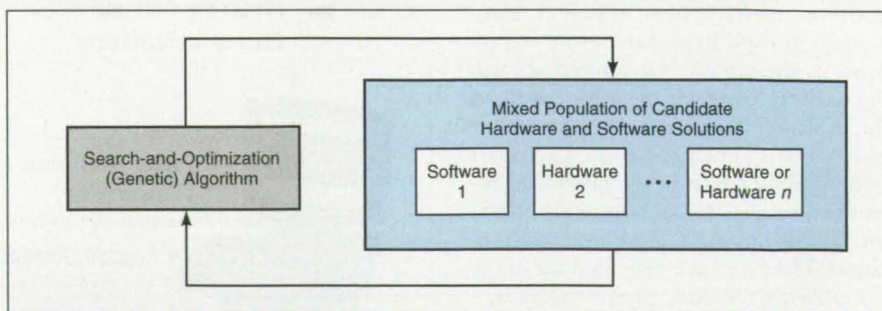 Search-and-Optimization
(Genetic) Algorithm
Mixed Population of Candidate
Hardware and Software Solutions
Software
1
Hardware
2
•••
Software or
Hardware n